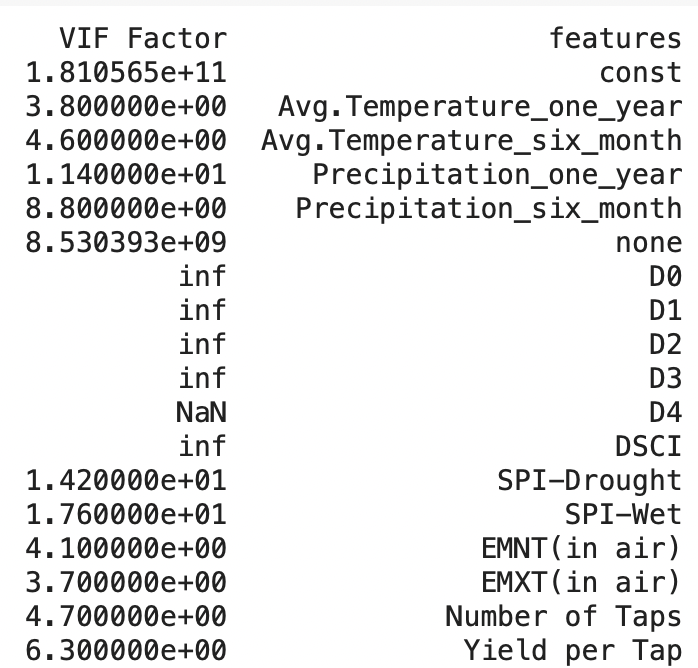 VIF Factor features
1.810565e+11 const
3.800000e+00 Avg.Temperature_one_year
4.600000e+00 Avg.Temperature_six_month
1.140000e+01 Precipitation_one_year
8.800000e+00 Precipitation_six_month
8.530393e+09 none
inf D0
inf D1
inf D2
inf D3
NaN D4
inf DSCI
1.420000e+01 SPI-Drought
1.760000e+01 SPI-Wet
4.100000e+00 EMNT(in air)
3.700000e+00 EMXT(in air)
4.700000e+00 Number of Taps
6.300000e+00 Yield per Tap